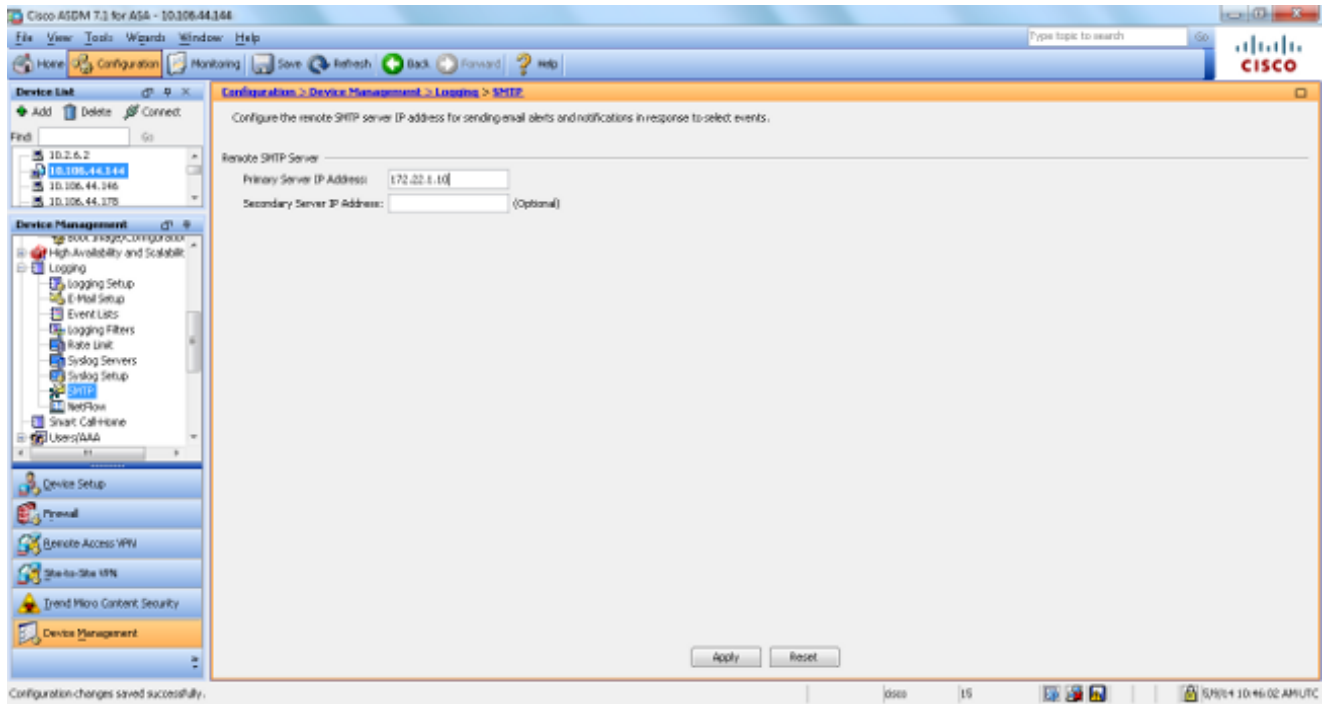 Cisco ASDM 7.1 for ASA - 10.106.44.144
File View Tools Wizards Window Help
Type topic to search
Go
Home Configuration Monitoring Save Refresh Back Forward Help
CISCO
Device List
Add Delete Connect
Find: Go
10.2.6.2
10.106.44.144
10.106.44.146
10.106.44.178
Configuration > Device Management > Logging > SMTP
Configure the remote SMTP server IP address for sending email alerts and notifications in response to select events.
Remote SMTP Server
Primary Server IP Address: 172.22.1.10
Secondary Server IP Address: (Optional)
Device Management
Boot Image/Configuration
High Availability and Scalabilit
Logging
Logging Setup
E-Mail Setup
Event Lists
Logging Filters
Rate Limit
Syslog Servers
Syslog Setup
SMTP
NetFlow
Smart Call-Home
Users/AAA
Device Setup
Firewall
Remote Access VPN
Site-to-Site VPN
Trend Micro Content Security
Device Management
Apply Reset
Configuration changes saved successfully.
cisco
15
5/9/14 10:46:02 AM UTC